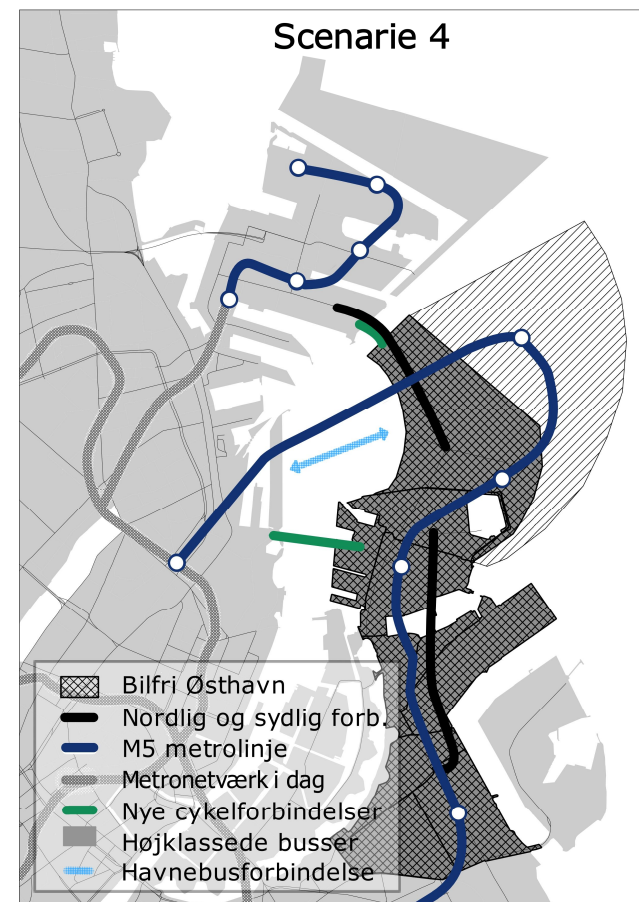 Scenarie 4
Bilfri Østhavn
Nordlig og sydlig forb.
M5 metrolinje
Metronetværk i dag
Nye cykelforbindelser
Højklassede busser
Havnebusforbindelse